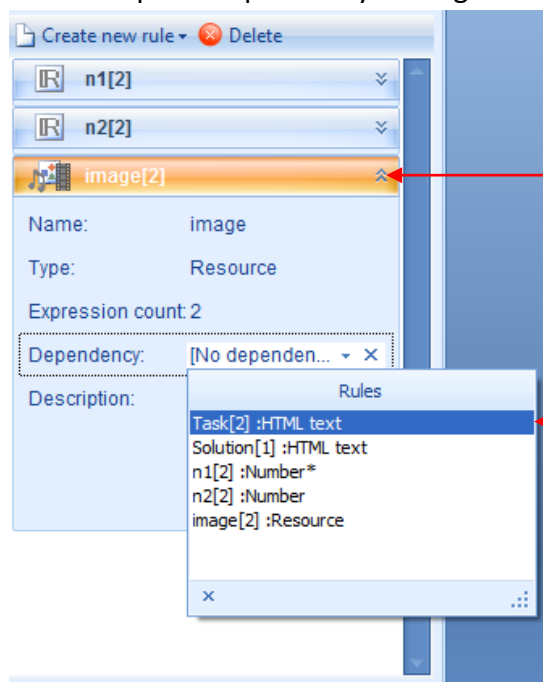 Create new rule Delete
n1[2]
n2[2]
image[2]
Name: image
Type: Resource
Expression count: 2
Dependency: [No dependen...
Description:
Rules
Task[2] :HTML text
Solution[1] :HTML text
n1[2] :Number*
n2[2] :Number
image[2] :Resource